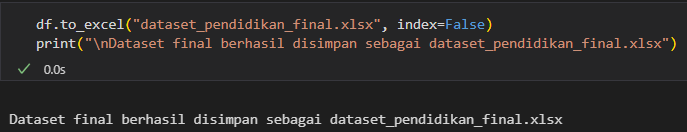 df.to_excel("dataset_pendidikan_final.xlsx", index=False)
print("\nDataset final berhasil disimpan sebagai dataset_pendidikan_final.xlsx")
0.0s
Dataset final berhasil disimpan sebagai dataset_pendidikan_final.xlsx